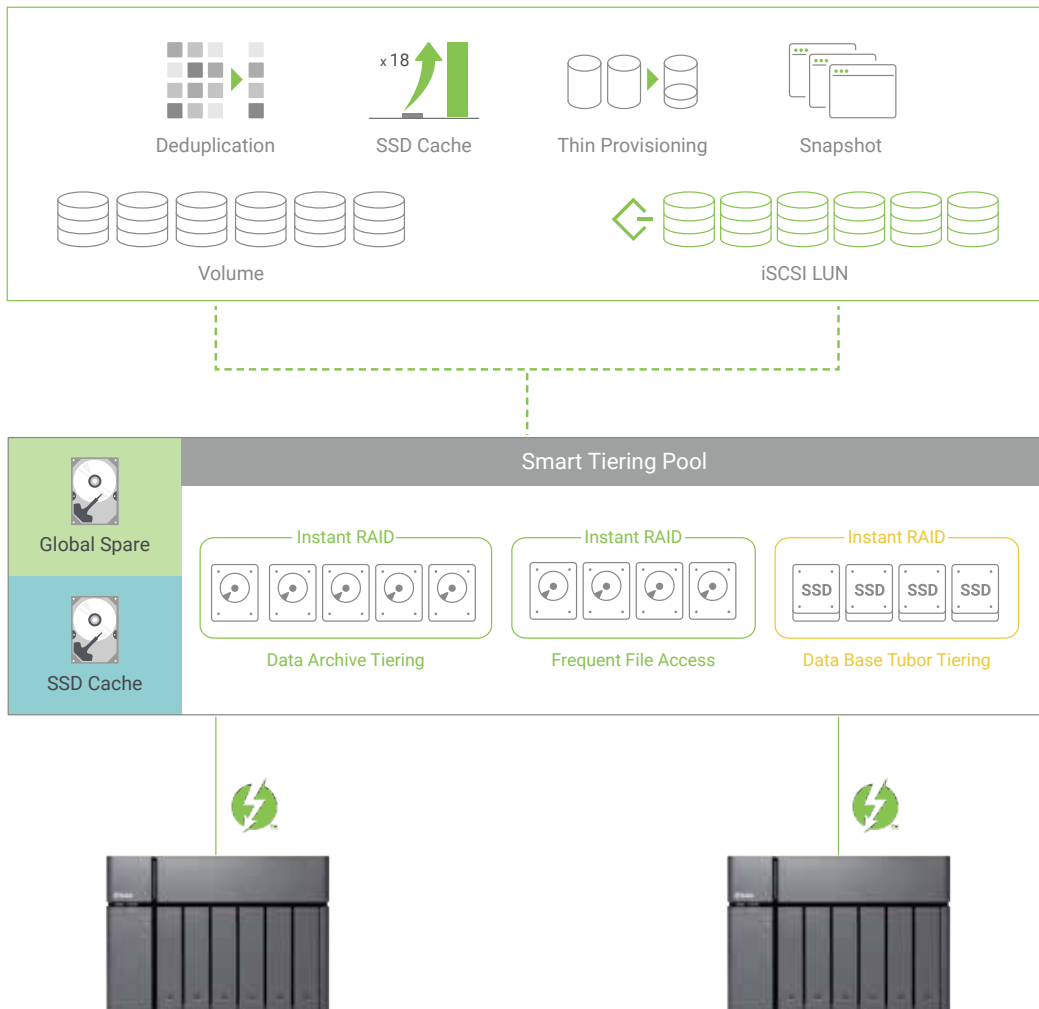 x 18
Deduplication
SSD Cache
Thin Provisioning
Snapshot
Volume
iSCSI LUN
Smart Tiering Pool
Global Spare
SSD Cache
Instant RAID
Instant RAID
Instant RAID
SSD SSD SSD SSD
Data Archive Tiering
Frequent File Access
Data Base Tubor Tiering